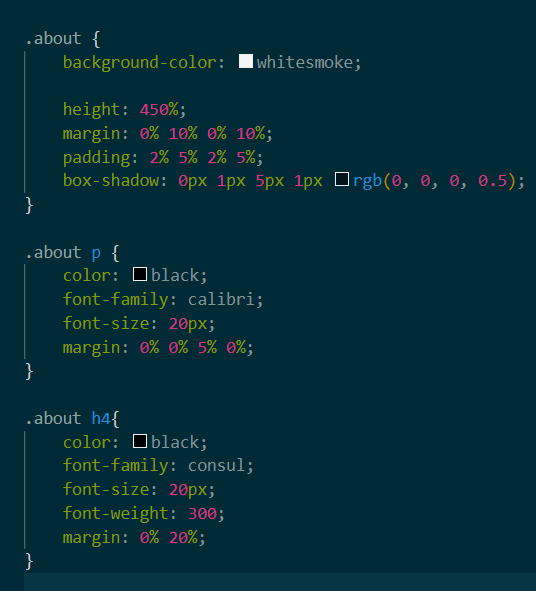 .about {
    background-color: whitesmoke;

    height: 450%;
    margin: 0% 10% 0% 10%;
    padding: 2% 5% 2% 5%;
    box-shadow: 0px 1px 5px 1px rgb(0, 0, 0, 0.5);
}

.about p {
    color: black;
    font-family: calibri;
    font-size: 20px;
    margin: 0% 0% 5% 0%;
}

.about h4{
    color: black;
    font-family: consul;
    font-size: 20px;
    font-weight: 300;
    margin: 0% 20%;
}